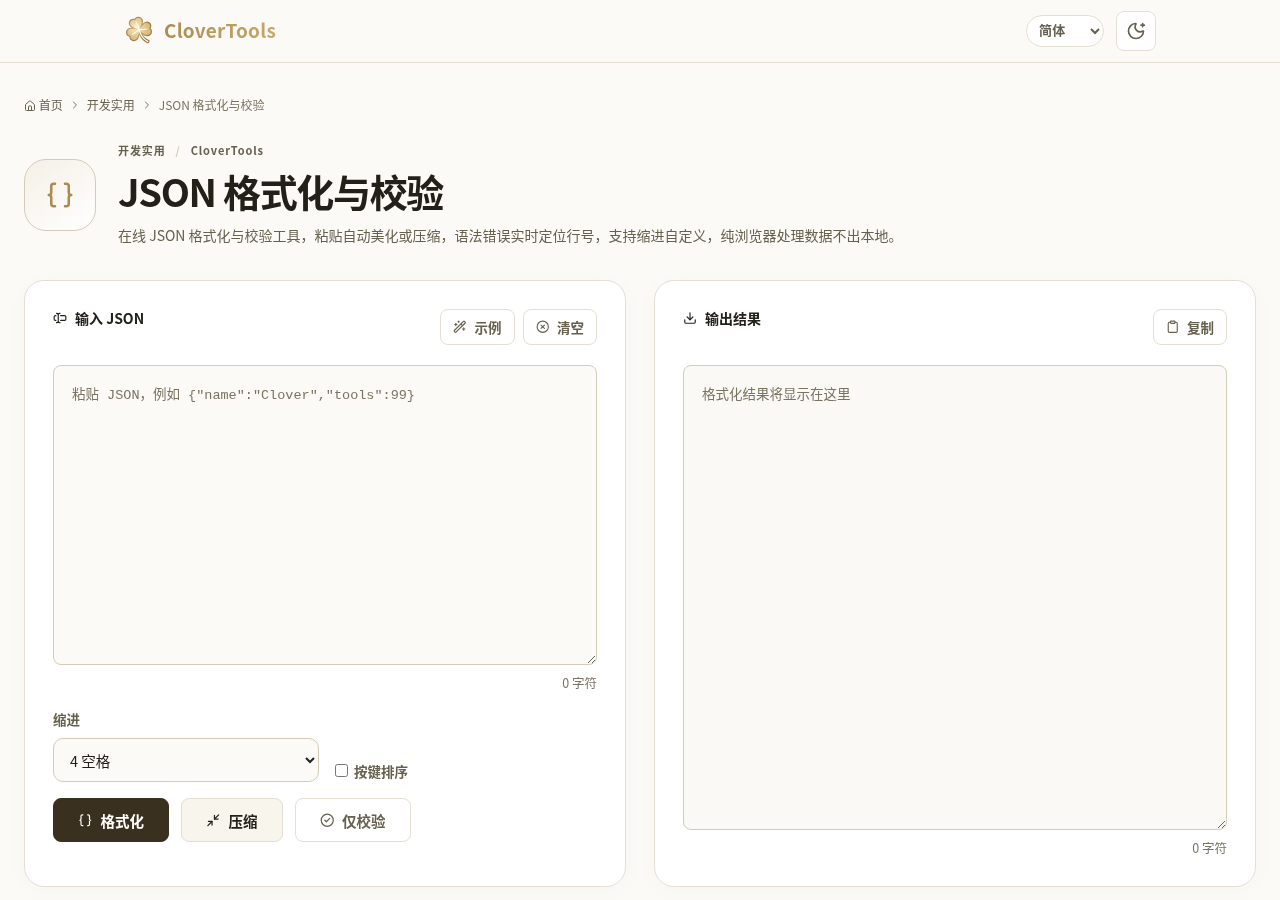 CloverTools
简体
首页 开发实用 JSON 格式化与校验
开发实用 / CloverTools
{ }
JSON 格式化与校验
在线 JSON 格式化与校验工具，粘贴自动美化或压缩，语法错误实时定位行号，支持缩进自定义，纯浏览器处理数据不出本地。
输入 JSON
示例
清空
粘贴 JSON，例如 {"name":"Clover","tools":99}
0 字符
缩进
4 空格
按键排序
格式化
压缩
仅校验
输出结果
复制
格式化结果将显示在这里
0 字符